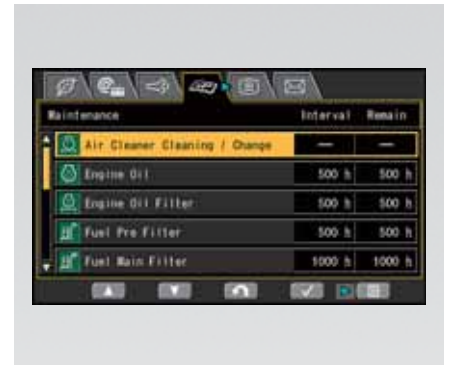 Maintenance Interval Remain
Air Cleaner Cleaning / Change — —
Engine Oil 500 h 500 h
Engine Oil Filter 500 h 500 h
Fuel Pre Filter 500 h 500 h
Fuel Main Filter 1000 h 1000 h